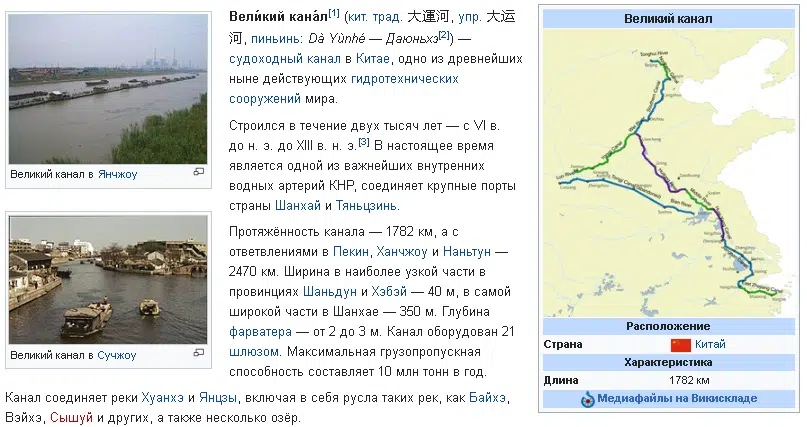 Великий канал в Янчжоу
Великий канал в Сучжоу
Вели́кий кана́л[1] (кит. трад. 大運河, упр. 大运
河, пиньинь: Dà Yùnhé — Даюньхэ[2]) —
судоходный канал в Китае, одно из древнейших
ныне действующих гидротехнических
сооружений мира.
Строился в течение двух тысяч лет — с VI в.
до н. э. до XIII в. н. э.[3] В настоящее время
является одной из важнейших внутренних
водных артерий КНР, соединяет крупные порты
страны Шанхай и Тяньцзинь.
Протяжённость канала — 1782 км, а с
ответвлениями в Пекин, Ханчжоу и Наньтун —
2470 км. Ширина в наиболее узкой части в
провинциях Шаньдун и Хэбэй — 40 м, в самой
широкой части в Шанхае — 350 м. Глубина
фарватера — от 2 до 3 м. Канал оборудован 21
шлюзом. Максимальная грузопропускная
способность составляет 10 млн тонн в год.
Канал соединяет реки Хуанхэ и Янцзы, включая в себя русла таких рек, как Байхэ,
Вэйхэ, Сышуй и других, а также несколько озёр.
Великий канал
Расположение
Страна Китай
Характеристика
Длина 1782 км
Медиафайлы на Викискладе